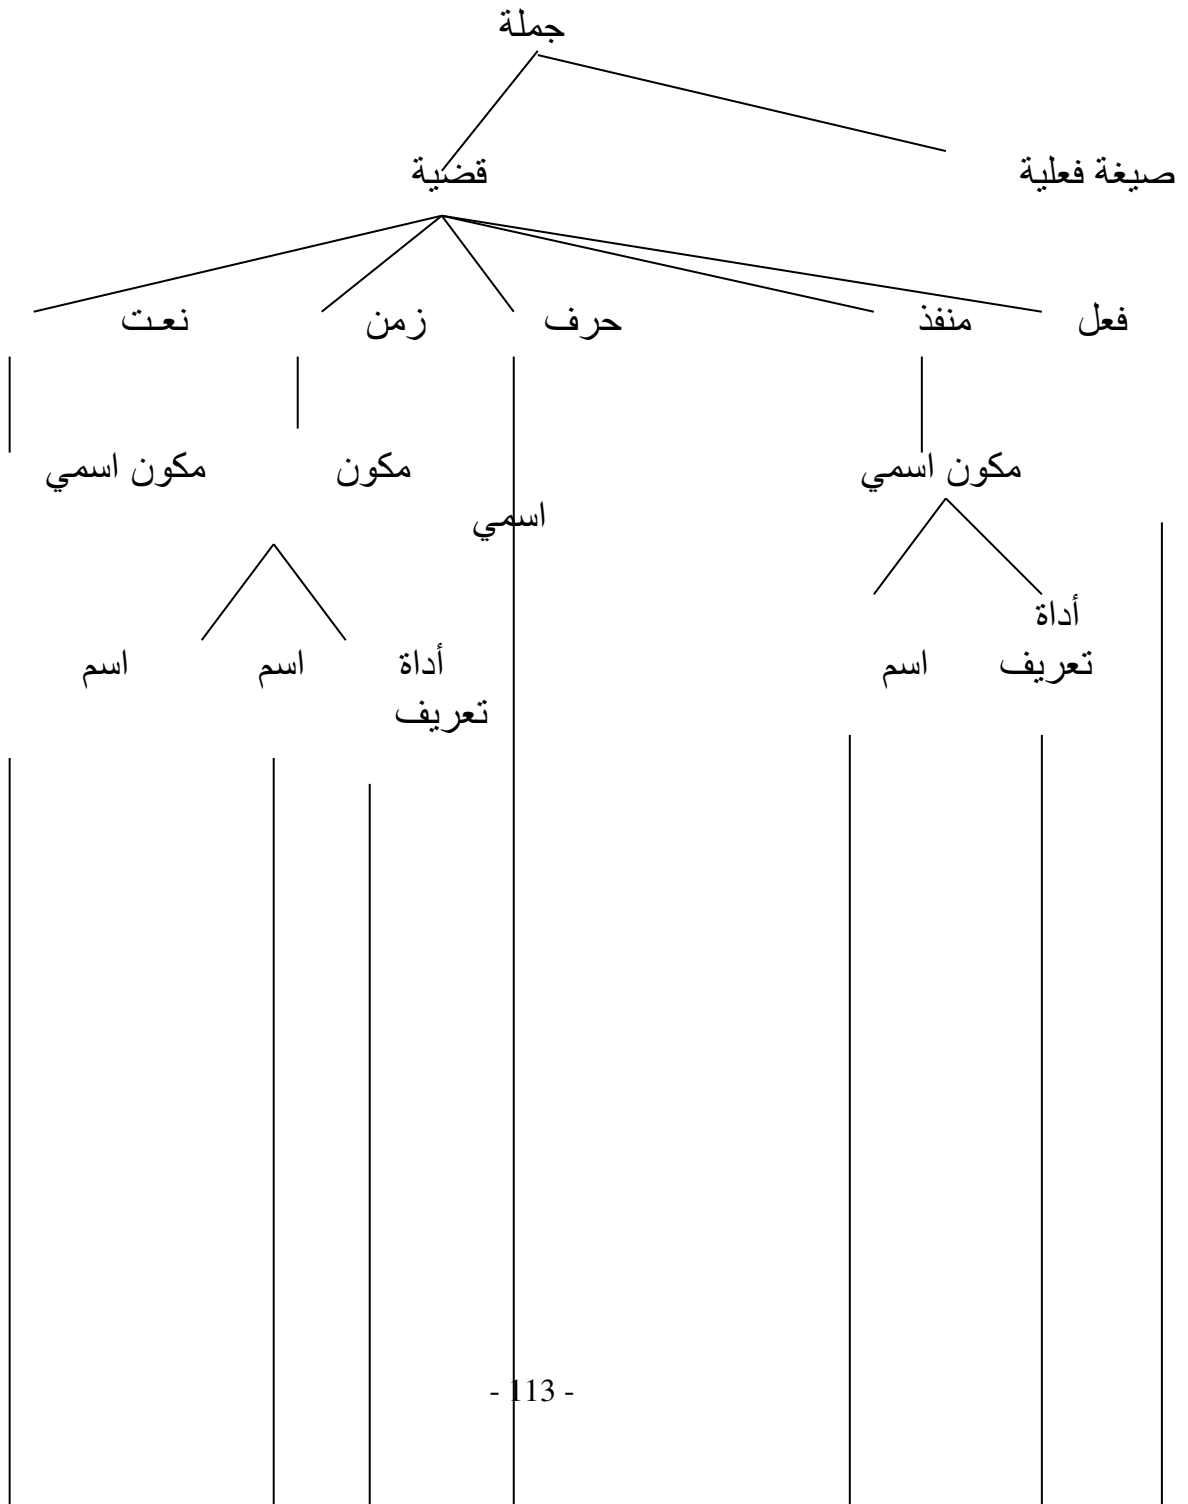 جملة
صيغة فعلية قضية
فعل منفذ حرف زمن نعت
مكون اسمي مكون مكون اسمي
اسمي
أداة
تعريف اسم أداة اسم اسم
تعريف
- 113 -